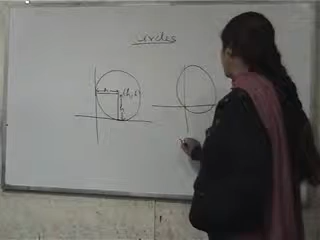 circles
(h, k)